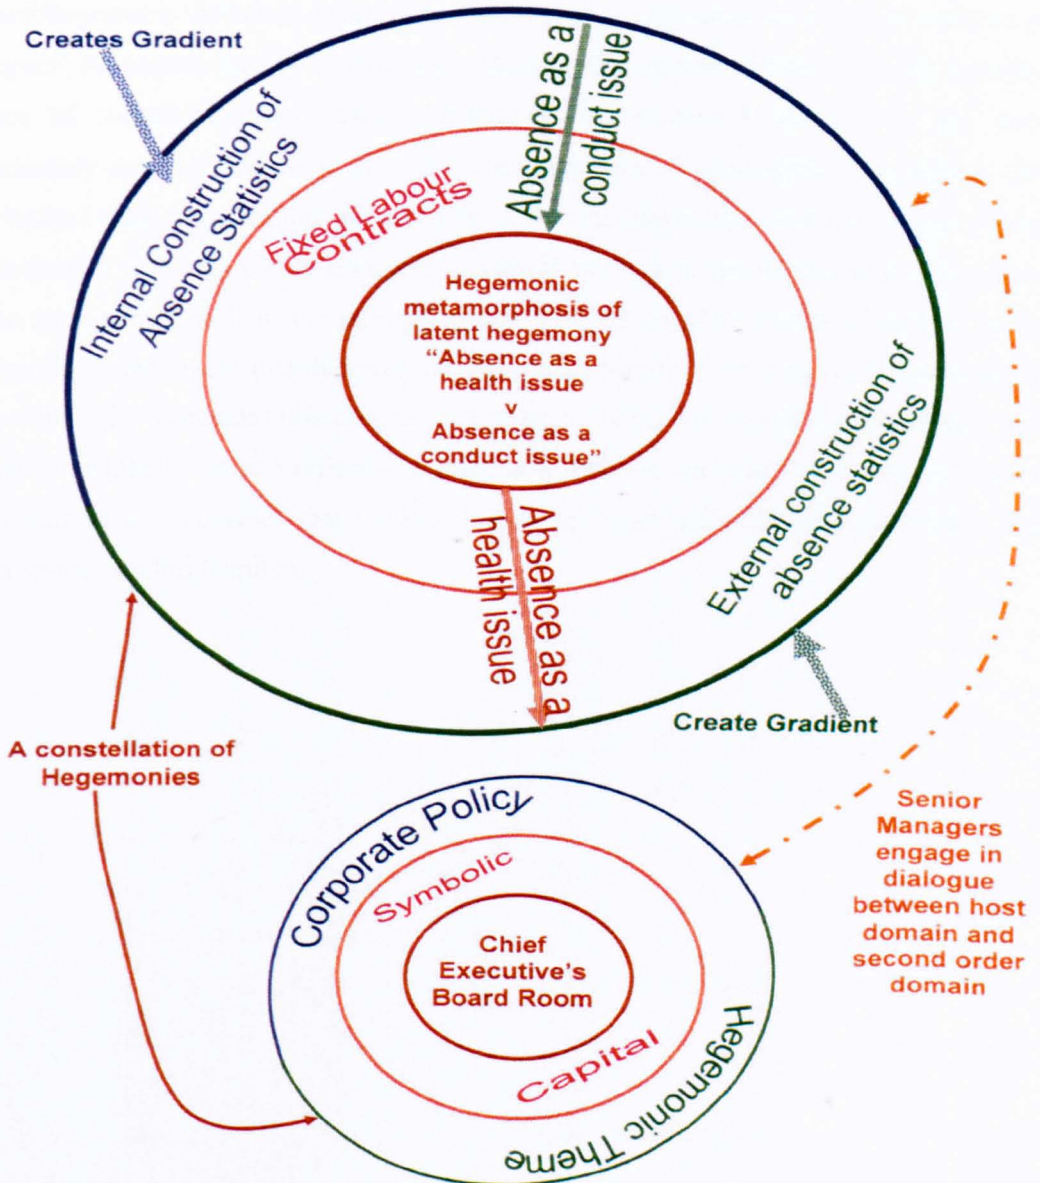 Creates Gradient
Internal Construction of
Absence Statistics
Absence as a
conduct issue
Fixed Labour
Contracts
Hegemonic
metamorphosis of
latent hegemony
“Absence as a
health issue
v
Absence as a
conduct issue”
External construction of
absence statistics
Absence as a
health issue
Create Gradient
A constellation of
Hegemonies
Senior
Managers
engage in
dialogue
between host
domain and
second order
domain
Corporate Policy
Symbolic
Chief
Executive’s
Board Room
Capital
Hegemonic Theme